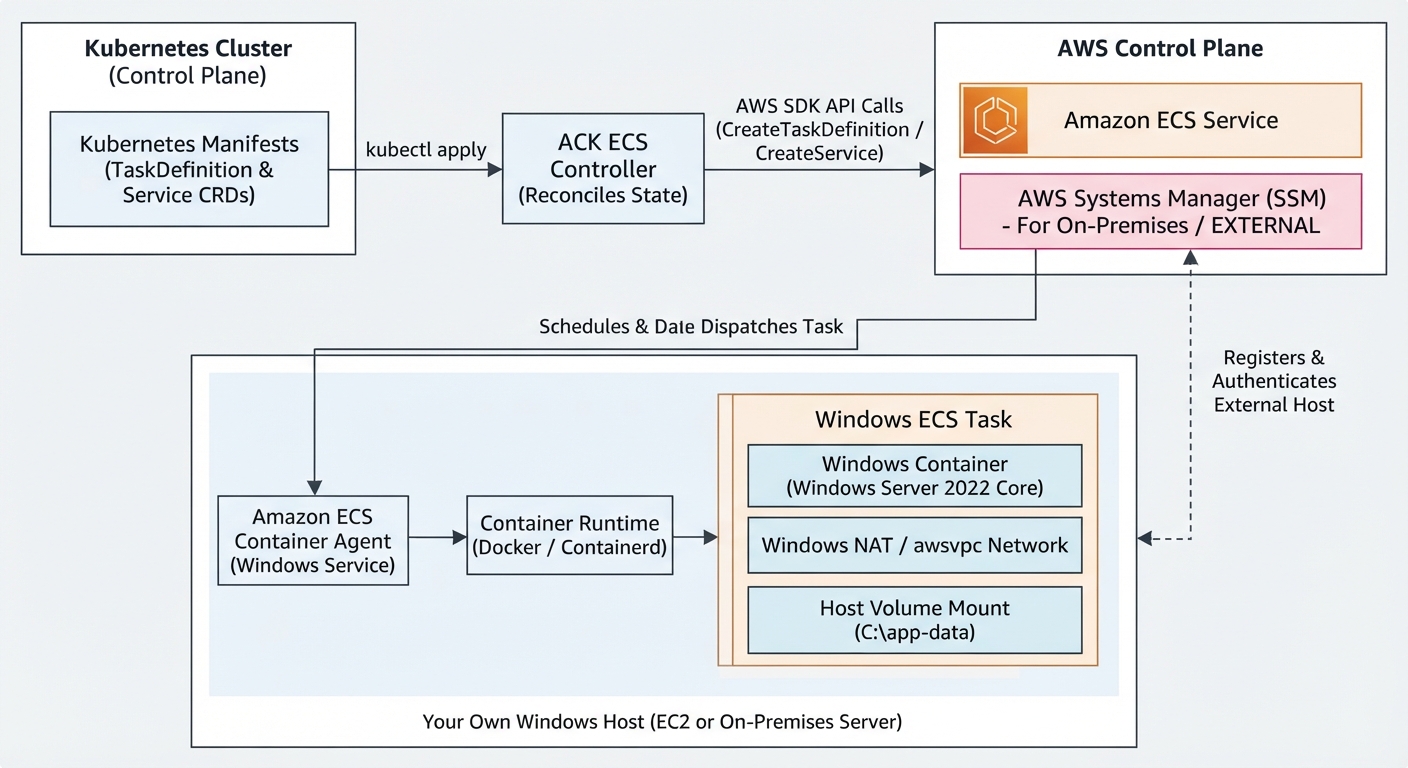 Kubernetes Cluster
(Control Plane)
Kubernetes Manifests
(TaskDefinition &
Service CRDs)
kubectl apply
ACK ECS
Controller
(Reconciles State)
AWS SDK API Calls
(CreateTaskDefinition /
CreateService)
AWS Control Plane
Amazon ECS Service
AWS Systems Manager (SSM)
- For On-Premises / EXTERNAL
Schedules & Date Dispatches Task
Registers &
Authenticates
External Host
Amazon ECS
Container Agent
(Windows Service)
Container Runtime
(Docker / Containerd)
Windows ECS Task
Windows Container
(Windows Server 2022 Core)
Windows NAT / awsvpc Network
Host Volume Mount
(C:\app-data)
Your Own Windows Host (EC2 or On-Premises Server)